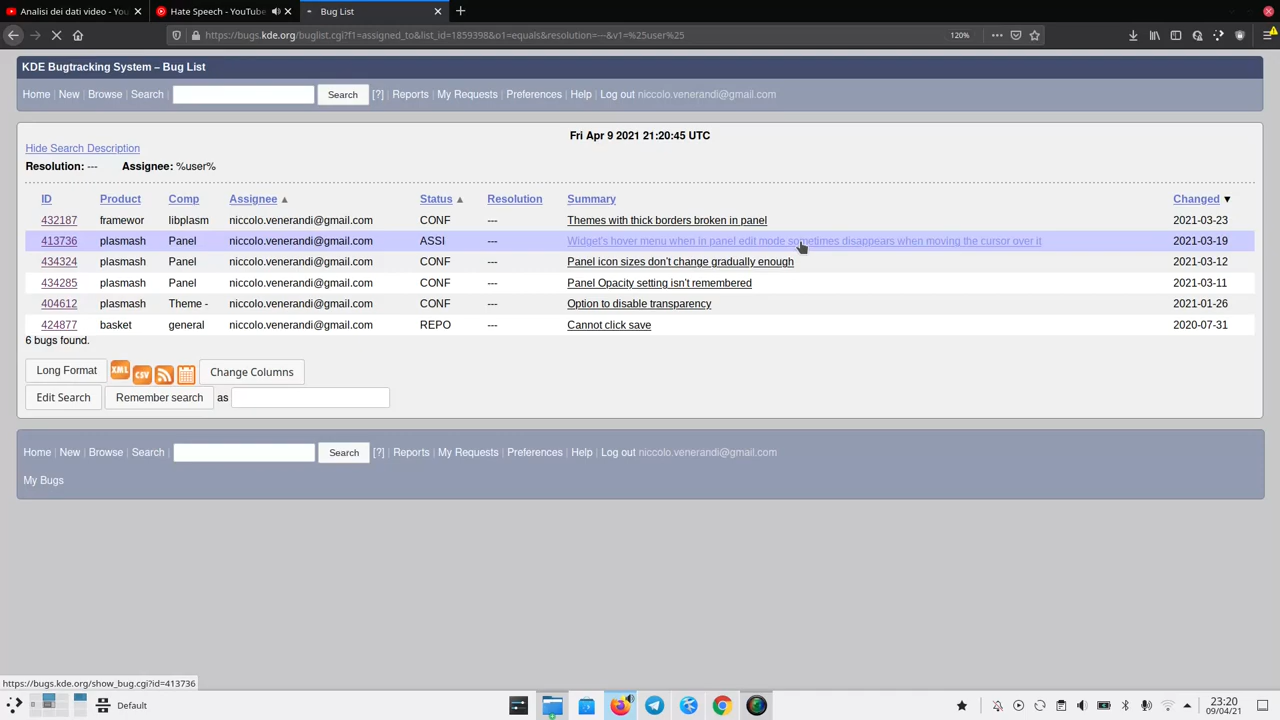 Analisi dei dati video - You
Hate Speech - YouTube
Bug List
https://bugs.kde.org/buglist.cgi?f1=assigned_to&list_id=1859398&o1=equals&resolution=---&v1=%25user%25
120%
KDE Bugtracking System – Bug List
Home | New | Browse | Search | Search [?] | Reports | My Requests | Preferences | Help | Log out niccolo.venerandi@gmail.com
Fri Apr 9 2021 21:20:45 UTC
Hide Search Description
Resolution: --- Assignee: %user%
ID Product Comp Assignee ▲ Status ▲ Resolution Summary Changed ▼
432187 framewor libplasm niccolo.venerandi@gmail.com CONF --- Themes with thick borders broken in panel 2021-03-23
413736 plasmash Panel niccolo.venerandi@gmail.com ASSI --- Widget's hover menu when in panel edit mode sometimes disappears when moving the cursor over it 2021-03-19
434324 plasmash Panel niccolo.venerandi@gmail.com CONF --- Panel icon sizes don't change gradually enough 2021-03-12
434285 plasmash Panel niccolo.venerandi@gmail.com CONF --- Panel Opacity setting isn't remembered 2021-03-11
404612 plasmash Theme - niccolo.venerandi@gmail.com CONF --- Option to disable transparency 2021-01-26
424877 basket general niccolo.venerandi@gmail.com REPO --- Cannot click save 2020-07-31
6 bugs found.
Long Format XML CSV Change Columns
Edit Search Remember search as
Home | New | Browse | Search | Search [?] | Reports | My Requests | Preferences | Help | Log out niccolo.venerandi@gmail.com
My Bugs
https://bugs.kde.org/show_bug.cgi?id=413736
Default
23:20
09/04/21